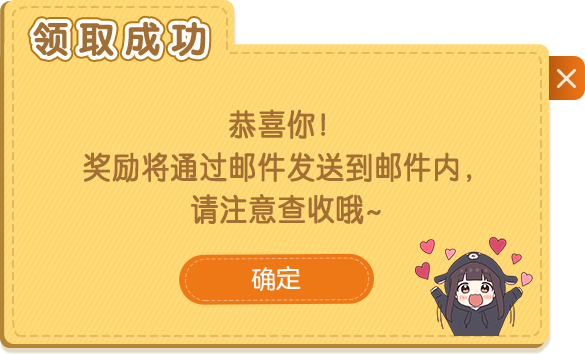 领取成功
恭喜你!
奖励将通过邮件发送到邮件内，
请注意查收哦~
确定